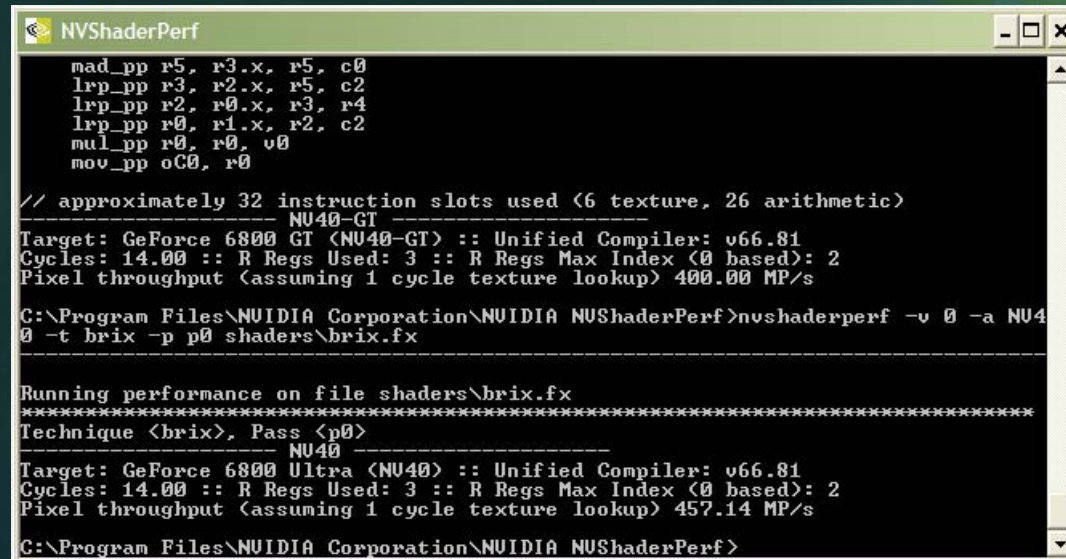 NVShaderPerf
mad_pp r5, r3.x, r5, c0
lrp_pp r3, r2.x, r5, c2
lrp_pp r2, r0.x, r3, r4
lrp_pp r0, r1.x, r2, c2
mul_pp r0, r0, v0
mov_pp oC0, r0
// approximately 32 instruction slots used (6 texture, 26 arithmetic)
-------------------- NV40-GT --------------------
Target: GeForce 6800 GT (NV40-GT) :: Unified Compiler: v66.81
Cycles: 14.00 :: R Regs Used: 3 :: R Regs Max Index (0 based): 2
Pixel throughput (assuming 1 cycle texture lookup) 400.00 MP/s
C:\Program Files\NVIDIA Corporation\NVIDIA NVShaderPerf>nvshaderperf -v 0 -a NV4
0 -t brix -p p0 shaders\brix.fx
--------------------------------------------------------------------------------
Running performance on file shaders\brix.fx
*******************************************************************************
Technique <brix>, Pass <p0>
-------------------- NV40 --------------------
Target: GeForce 6800 Ultra (NV40) :: Unified Compiler: v66.81
Cycles: 14.00 :: R Regs Used: 3 :: R Regs Max Index (0 based): 2
Pixel throughput (assuming 1 cycle texture lookup) 457.14 MP/s
C:\Program Files\NVIDIA Corporation\NVIDIA NVShaderPerf>